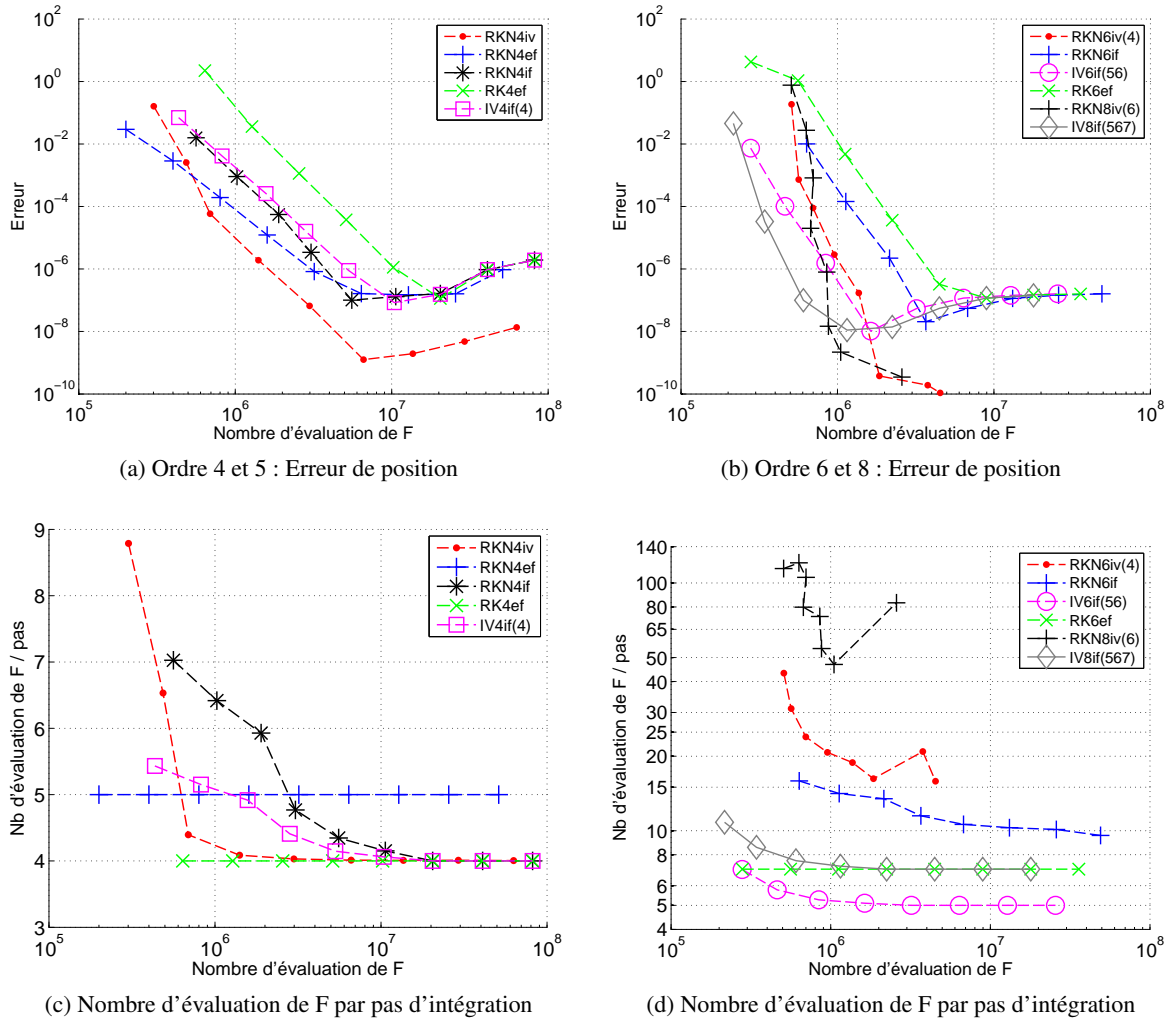 10^2
10^0
10^−2
10^−4
10^−6
10^−8
10^−10
Erreur
10^5 10^6 10^7 10^8
Nombre d'évaluation de F
RKN4iv
RKN4ef
RKN4if
RK4ef
IV4if(4)
(a) Ordre 4 et 5 : Erreur de position
10^2
10^0
10^−2
10^−4
10^−6
10^−8
10^−10
Erreur
10^5 10^6 10^7 10^8
Nombre d'évaluation de F
RKN6iv(4)
RKN6if
IV6if(56)
RK6ef
RKN8iv(6)
IV8if(567)
(b) Ordre 6 et 8 : Erreur de position
9
8
7
6
5
4
3
Nb d'évaluation de F / pas
10^5 10^6 10^7 10^8
Nombre d'évaluation de F
RKN4iv
RKN4ef
RKN4if
RK4ef
IV4if(4)
(c) Nombre d'évaluation de F par pas d'intégration
140
100
80
65
50
40
30
25
20
15
10
8
6
5
4
Nb d'évaluation de F / pas
10^5 10^6 10^7 10^8
Nombre d'évaluation de F
RKN6iv(4)
RKN6if
IV6if(56)
RK6ef
RKN8iv(6)
IV8if(567)
(d) Nombre d'évaluation de F par pas d'intégration